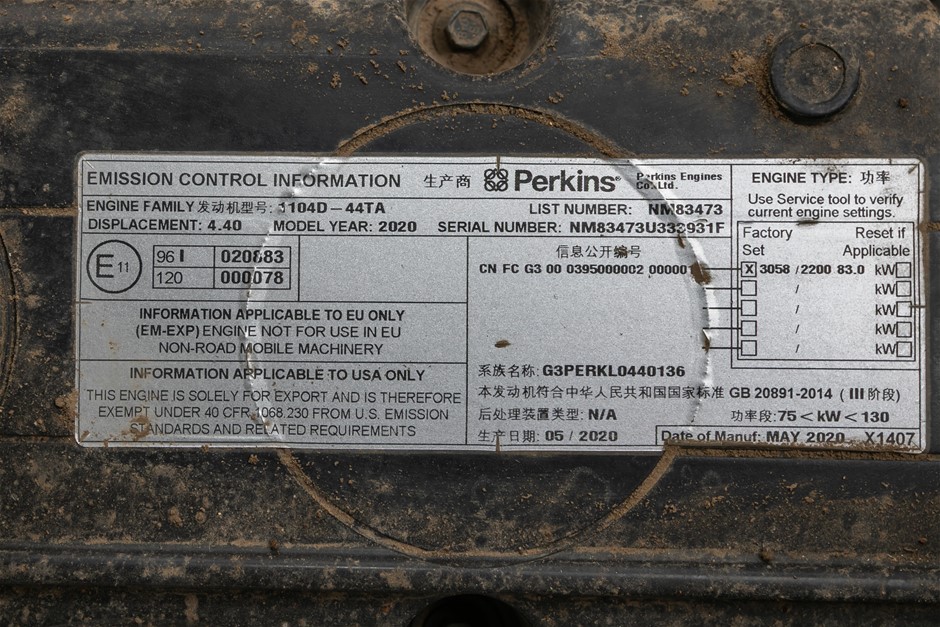 EMISSION CONTROL INFORMATION 生产商 Perkins® Perkins Engines Co. Ltd.
ENGINE FAMILY 发动机型号: 1104D-44TA LIST NUMBER: NM83473
DISPLACEMENT: 4.40 MODEL YEAR: 2020 SERIAL NUMBER: NM83473U333931F
E 11
96 I 020883
120 000078
INFORMATION APPLICABLE TO EU ONLY
(EM-EXP) ENGINE NOT FOR USE IN EU
NON-ROAD MOBILE MACHINERY
INFORMATION APPLICABLE TO USA ONLY
THIS ENGINE IS SOLELY FOR EXPORT AND IS THEREFORE
EXEMPT UNDER 40 CFR 1068.230 FROM U.S. EMISSION
STANDARDS AND RELATED REQUIREMENTS
信息公开编号
CN FC G3 00 0395000002 000001
系族名称: G3PERKL0440136
本发动机符合中华人民共和国国家标准 GB 20891-2014 ( III 阶段)
后处理装置类型: N/A 功率段: 75 < kW < 130
生产日期: 05 / 2020
Date of Manuf: MAY 2020 X1407
ENGINE TYPE: 功率
Use Service tool to verify
current engine settings.
Factory Reset if
Set Applicable
X 3058 / 2200 83.0 kW
/ kW
/ kW
/ kW
/ kW